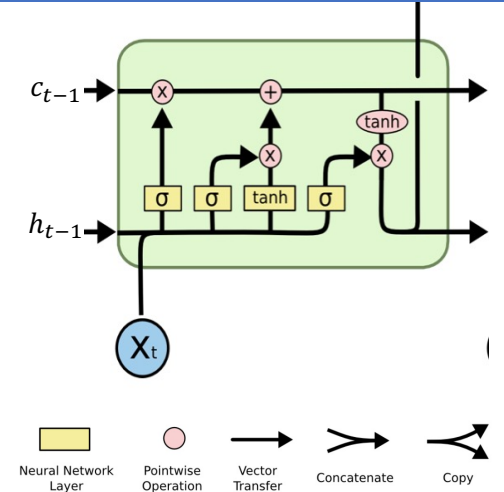 c_{t-1}
x
+
tanh
x
x
σ
σ
tanh
σ
h_{t-1}
X_t
Neural Network
Layer
Pointwise
Operation
Vector
Transfer
Concatenate
Copy